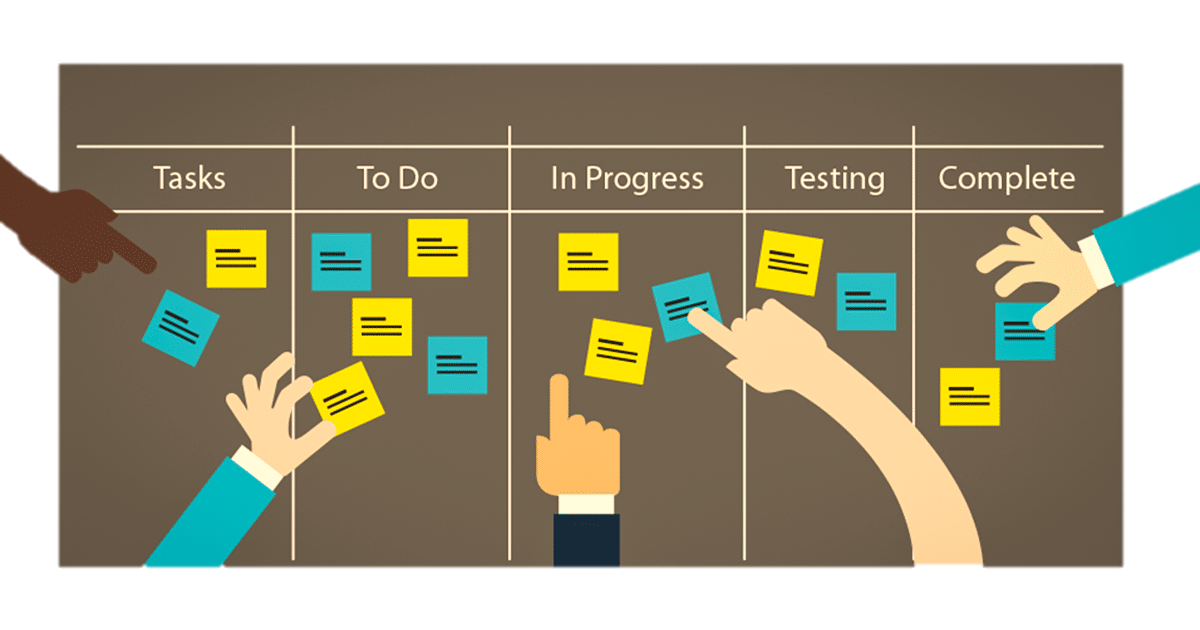 Tasks
To Do
In Progress
Testing
Complete